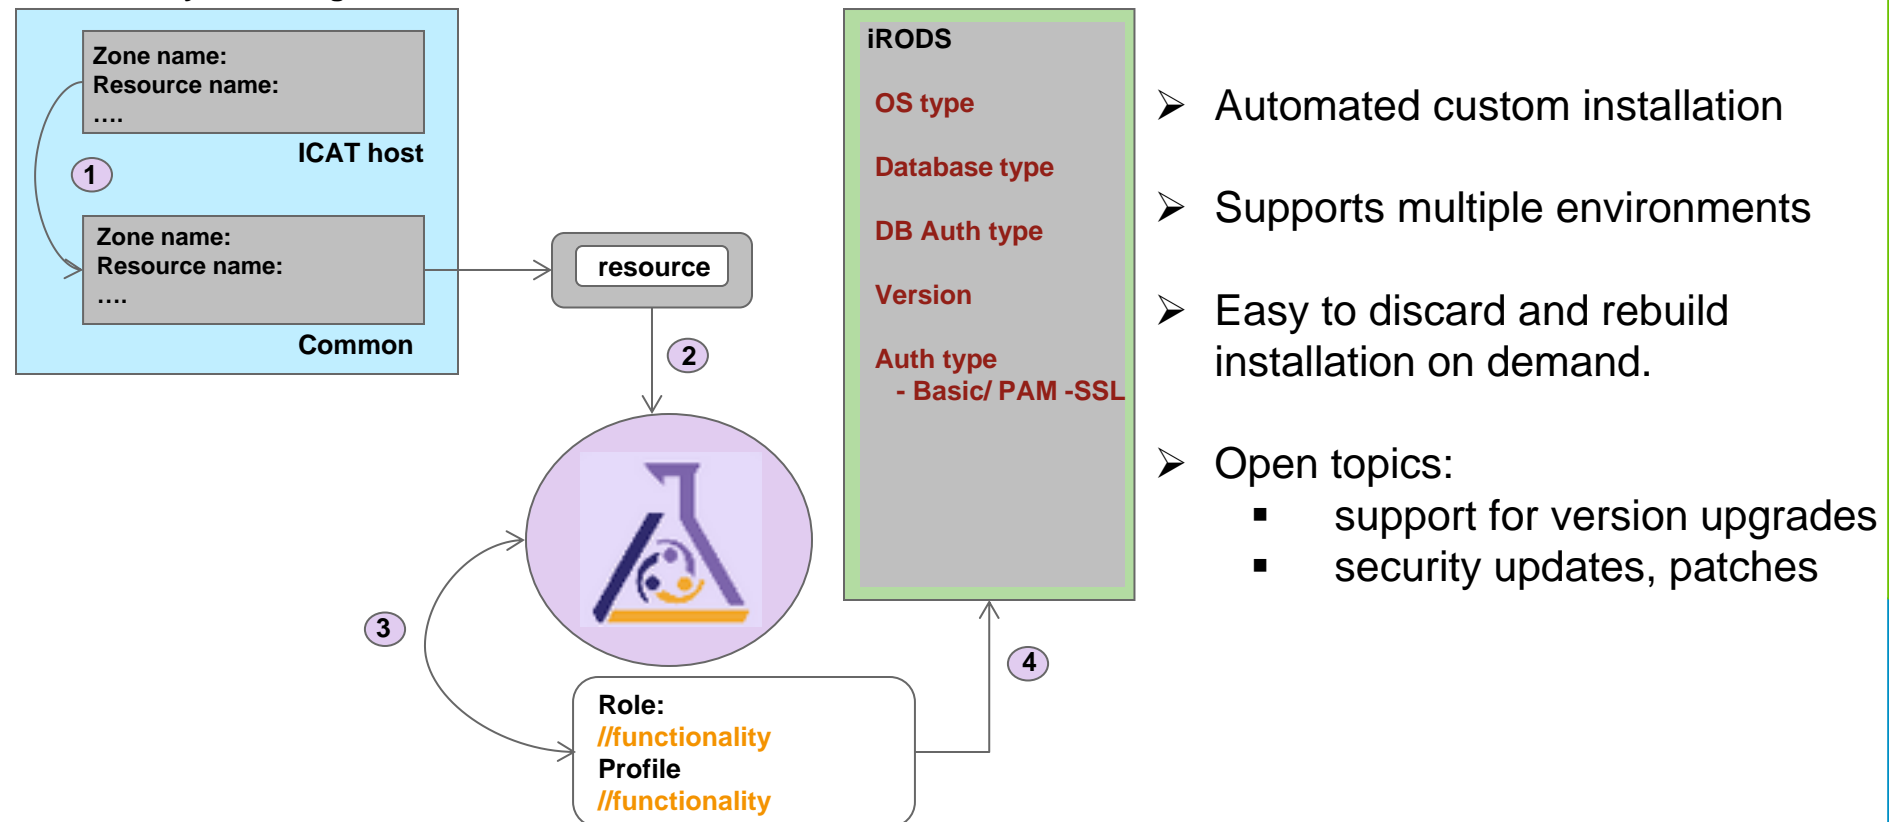 Zone name:
Resource name:
....
ICAT host
1
Zone name:
Resource name:
....
Common
resource
2
3
Role:
//functionality
Profile
//functionality
4
iRODS
OS type
Database type
DB Auth type
Version
Auth type
- Basic/ PAM -SSL
➢ Automated custom installation
➢ Supports multiple environments
➢ Easy to discard and rebuild
installation on demand.
➢ Open topics:
▪ support for version upgrades
▪ security updates, patches